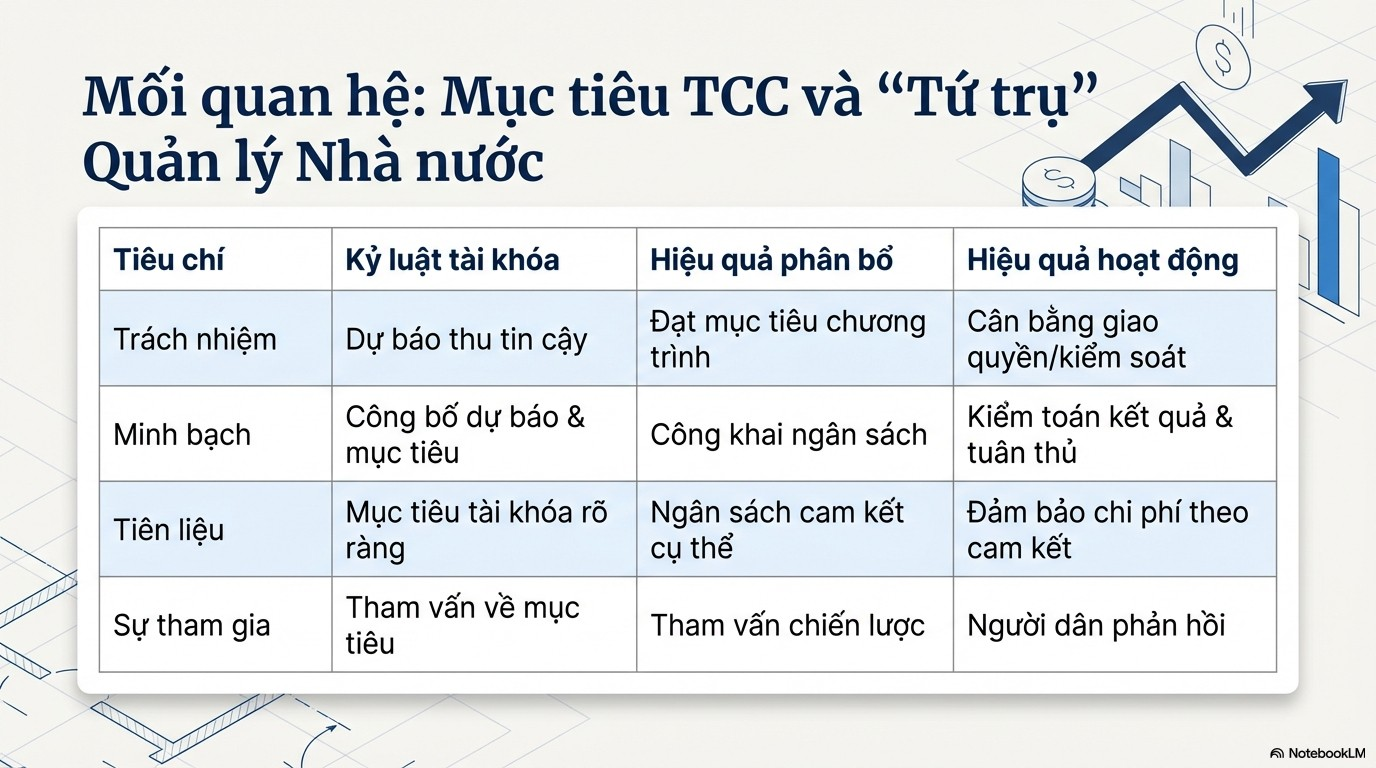 Mối quan hệ: Mục tiêu TCC và “Tứ trụ”
Quản lý Nhà nước
Tiêu chí
Kỷ luật tài khóa
Hiệu quả phân bổ
Hiệu quả hoạt động
Trách nhiệm
Dự báo thu tin cậy
Đạt mục tiêu chương
trình
Cân bằng giao
quyền/kiểm soát
Minh bạch
Công bố dự báo &
mục tiêu
Công khai ngân sách
Kiểm toán kết quả &
tuân thủ
Tiên liệu
Mục tiêu tài khóa rõ
ràng
Ngân sách cam kết
cụ thể
Đảm bảo chi phí theo
cam kết
Sự tham gia
Tham vấn về mục
tiêu
Tham vấn chiến lược
Người dân phản hồi
NotebookLM